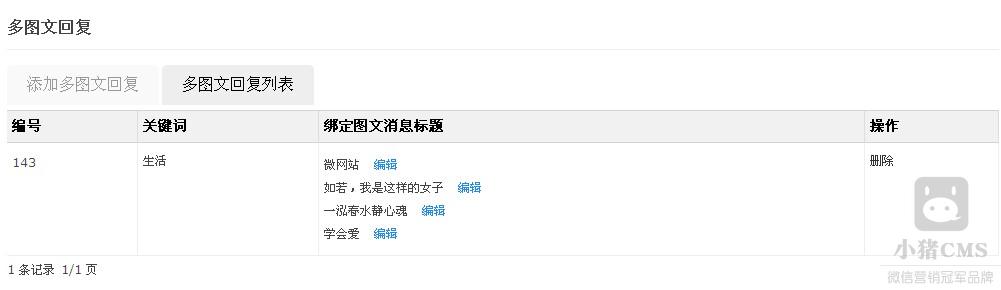 多图文回复
添加多图文回复 多图文回复列表
编号 关键词 绑定图文消息标题 操作
143 生活 微网站 编辑 删除
如若，我是这样的女子 编辑
一泓春水静心魂 编辑
学会爱 编辑
小猪CMS
1 条记录 1/1 页
微信营销冠军品牌